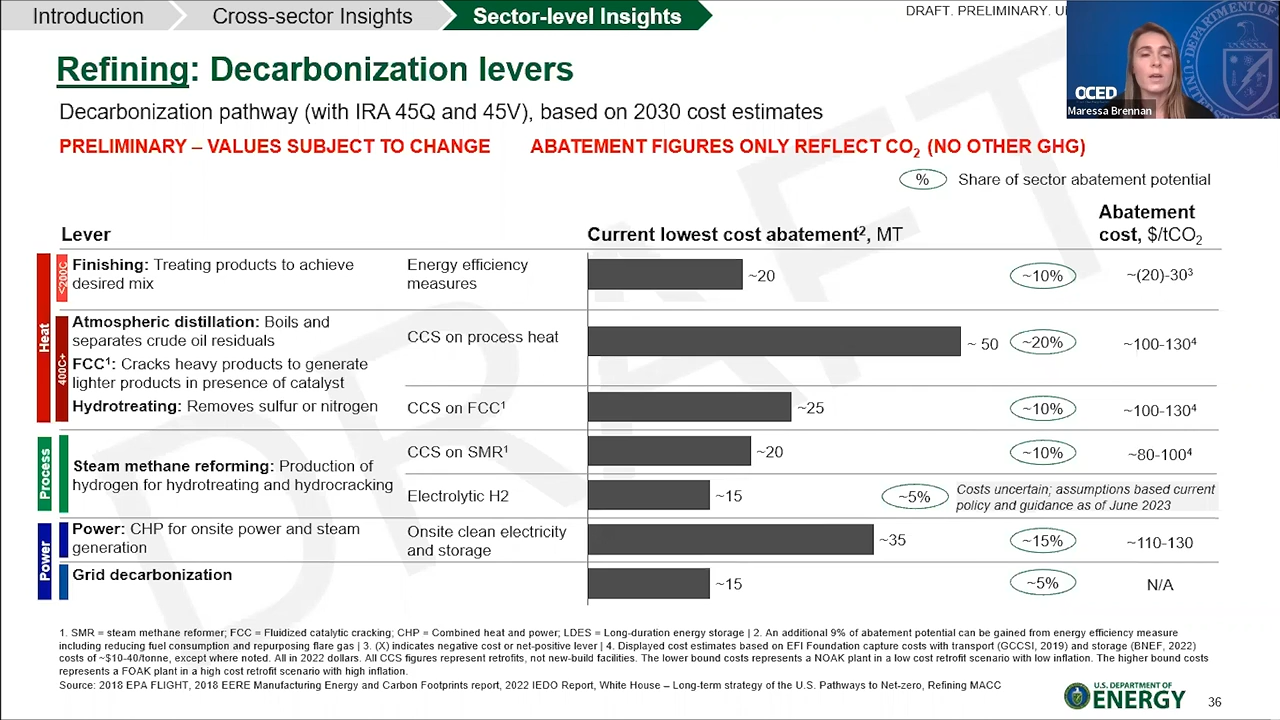 Introduction
Cross-sector Insights
Sector-level Insights
DRAFT. PRELIMINARY.
OCED
Maressa Brennan
Refining: Decarbonization levers
Decarbonization pathway (with IRA 45Q and 45V), based on 2030 cost estimates
PRELIMINARY – VALUES SUBJECT TO CHANGE
ABATEMENT FIGURES ONLY REFLECT CO2 (NO OTHER GHG)
% Share of sector abatement potential
Lever
Current lowest cost abatement², MT
Abatement
cost, $/tCO2
Heat
<200C
Finishing: Treating products to achieve
desired mix
Energy efficiency
measures
~20
~10%
~(20)-30³
400C+
Atmospheric distillation: Boils and
separates crude oil residuals
FCC¹: Cracks heavy products to generate
lighter products in presence of catalyst
Hydrotreating: Removes sulfur or nitrogen
CCS on process heat
~ 50
~20%
~100-130⁴
CCS on FCC¹
~25
~10%
~100-130⁴
Process
Steam methane reforming: Production of
hydrogen for hydrotreating and hydrocracking
CCS on SMR¹
~20
~10%
~80-100⁴
Electrolytic H2
~15
~5%
Costs uncertain; assumptions based current
policy and guidance as of June 2023
Power
Power: CHP for onsite power and steam
generation
Onsite clean electricity
and storage
~35
~15%
~110-130
Grid decarbonization
~15
~5%
N/A
1. SMR = steam methane reformer; FCC = Fluidized catalytic cracking; CHP = Combined heat and power; LDES = Long-duration energy storage | 2. An additional 9% of abatement potential can be gained from energy efficiency measure
including reducing fuel consumption and repurposing flare gas | 3. (X) indicates negative cost or net-positive lever | 4. Displayed cost estimates based on EFI Foundation capture costs with transport (GCCSI, 2019) and storage (BNEF, 2022)
costs of ~$10-40/tonne, except where noted. All in 2022 dollars. All CCS figures represent retrofits, not new-build facilities. The lower bound costs represents a NOAK plant in a low cost retrofit scenario with low inflation. The higher bound costs
represents a FOAK plant in a high cost retrofit scenario with high inflation.
Source: 2018 EPA FLIGHT, 2018 EERE Manufacturing Energy and Carbon Footprints report, 2022 IEDO Report, White House – Long-term strategy of the U.S. Pathways to Net-zero, Refining MACC
U.S. DEPARTMENT OF
ENERGY
36
DRAFT